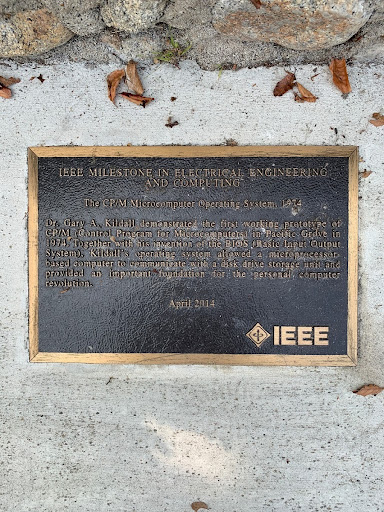 IEEE MILESTONE IN ELECTRICAL ENGINEERING
AND COMPUTING
The CP/M Microcomputer Operating System, 1974
Dr. Gary A. Kildall demonstrated the first working prototype of
CP/M (Control Program for Microcomputers) in Pacific Grove in
1974. Together with his invention of the BIOS (Basic Input Output
System), Kildall's operating system allowed a microprocessor-
based computer to communicate with a disk drive storage unit and
provided an important foundation for the personal computer
revolution.
April 2014
IEEE